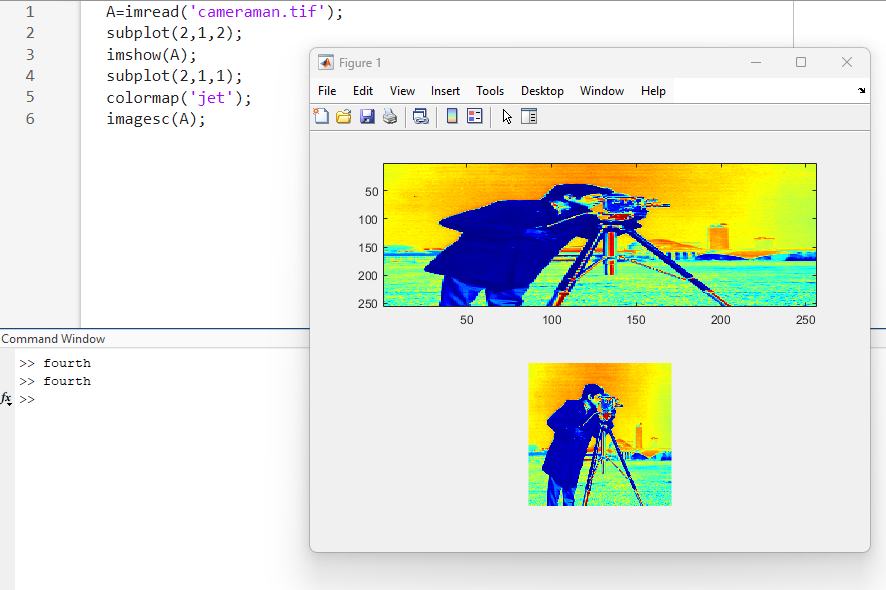 1 A=imread('cameraman.tif');
2 subplot(2,1,2);
3 imshow(A);
4 subplot(2,1,1);
5 colormap('jet');
6 imagesc(A);
Figure 1
File Edit View Insert Tools Desktop Window Help
50
100
150
200
250
50 100 150 200 250
Command Window
>> fourth
>> fourth
fx >>